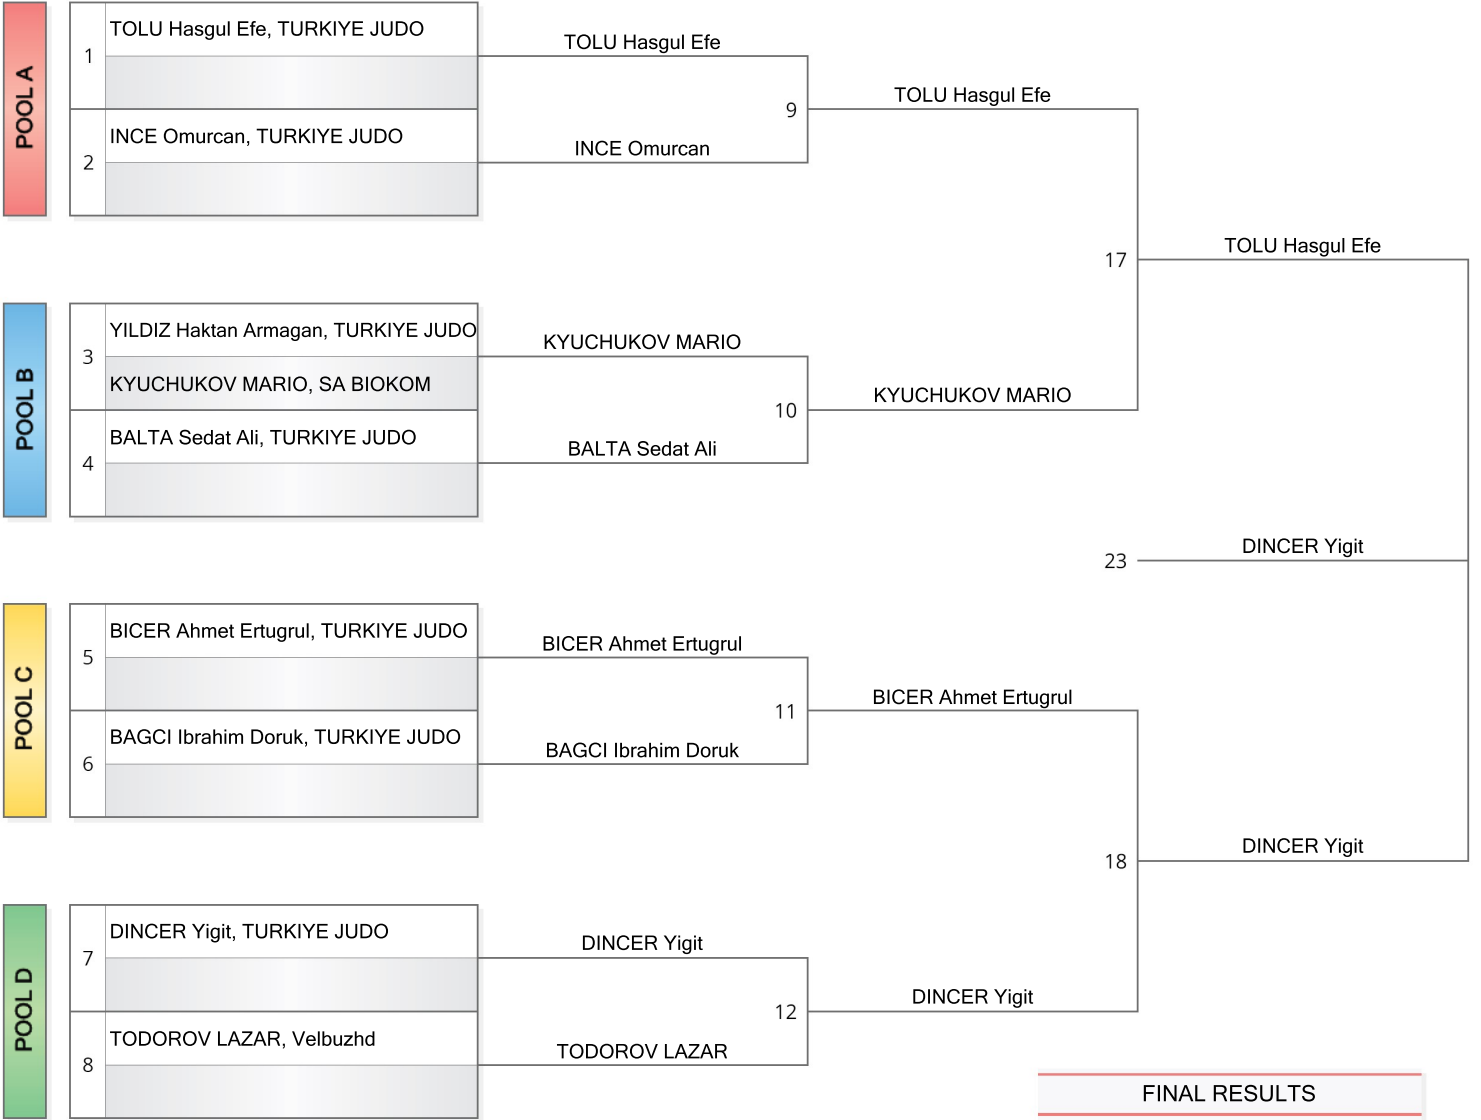 POOL A
1
TOLU Hasgul Efe, TURKIYE JUDO
2
INCE Omurcan, TURKIYE JUDO
TOLU Hasgul Efe
9
INCE Omurcan
TOLU Hasgul Efe
POOL B
3
YILDIZ Haktan Armagan, TURKIYE JUDO
KYUCHUKOV MARIO, SA BIOKOM
4
BALTA Sedat Ali, TURKIYE JUDO
KYUCHUKOV MARIO
10
BALTA Sedat Ali
KYUCHUKOV MARIO
17
TOLU Hasgul Efe
23
DINCER Yigit
POOL C
5
BICER Ahmet Ertugrul, TURKIYE JUDO
6
BAGCI Ibrahim Doruk, TURKIYE JUDO
BICER Ahmet Ertugrul
11
BAGCI Ibrahim Doruk
BICER Ahmet Ertugrul
18
DINCER Yigit
POOL D
7
DINCER Yigit, TURKIYE JUDO
8
TODOROV LAZAR, Velbuzhd
DINCER Yigit
12
TODOROV LAZAR
DINCER Yigit
FINAL RESULTS